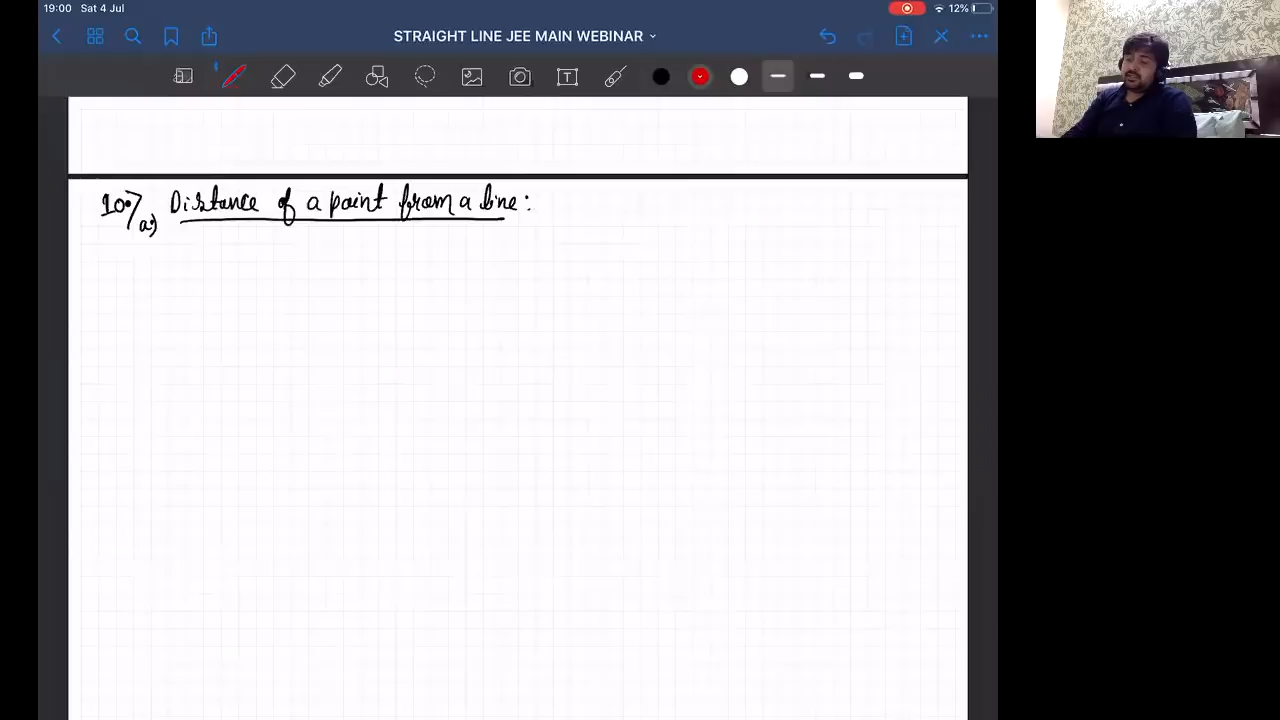 19:00 Sat 4 Jul
12%
STRAIGHT LINE JEE MAIN WEBINAR
T
10.) a.) Distance of a point from a line: